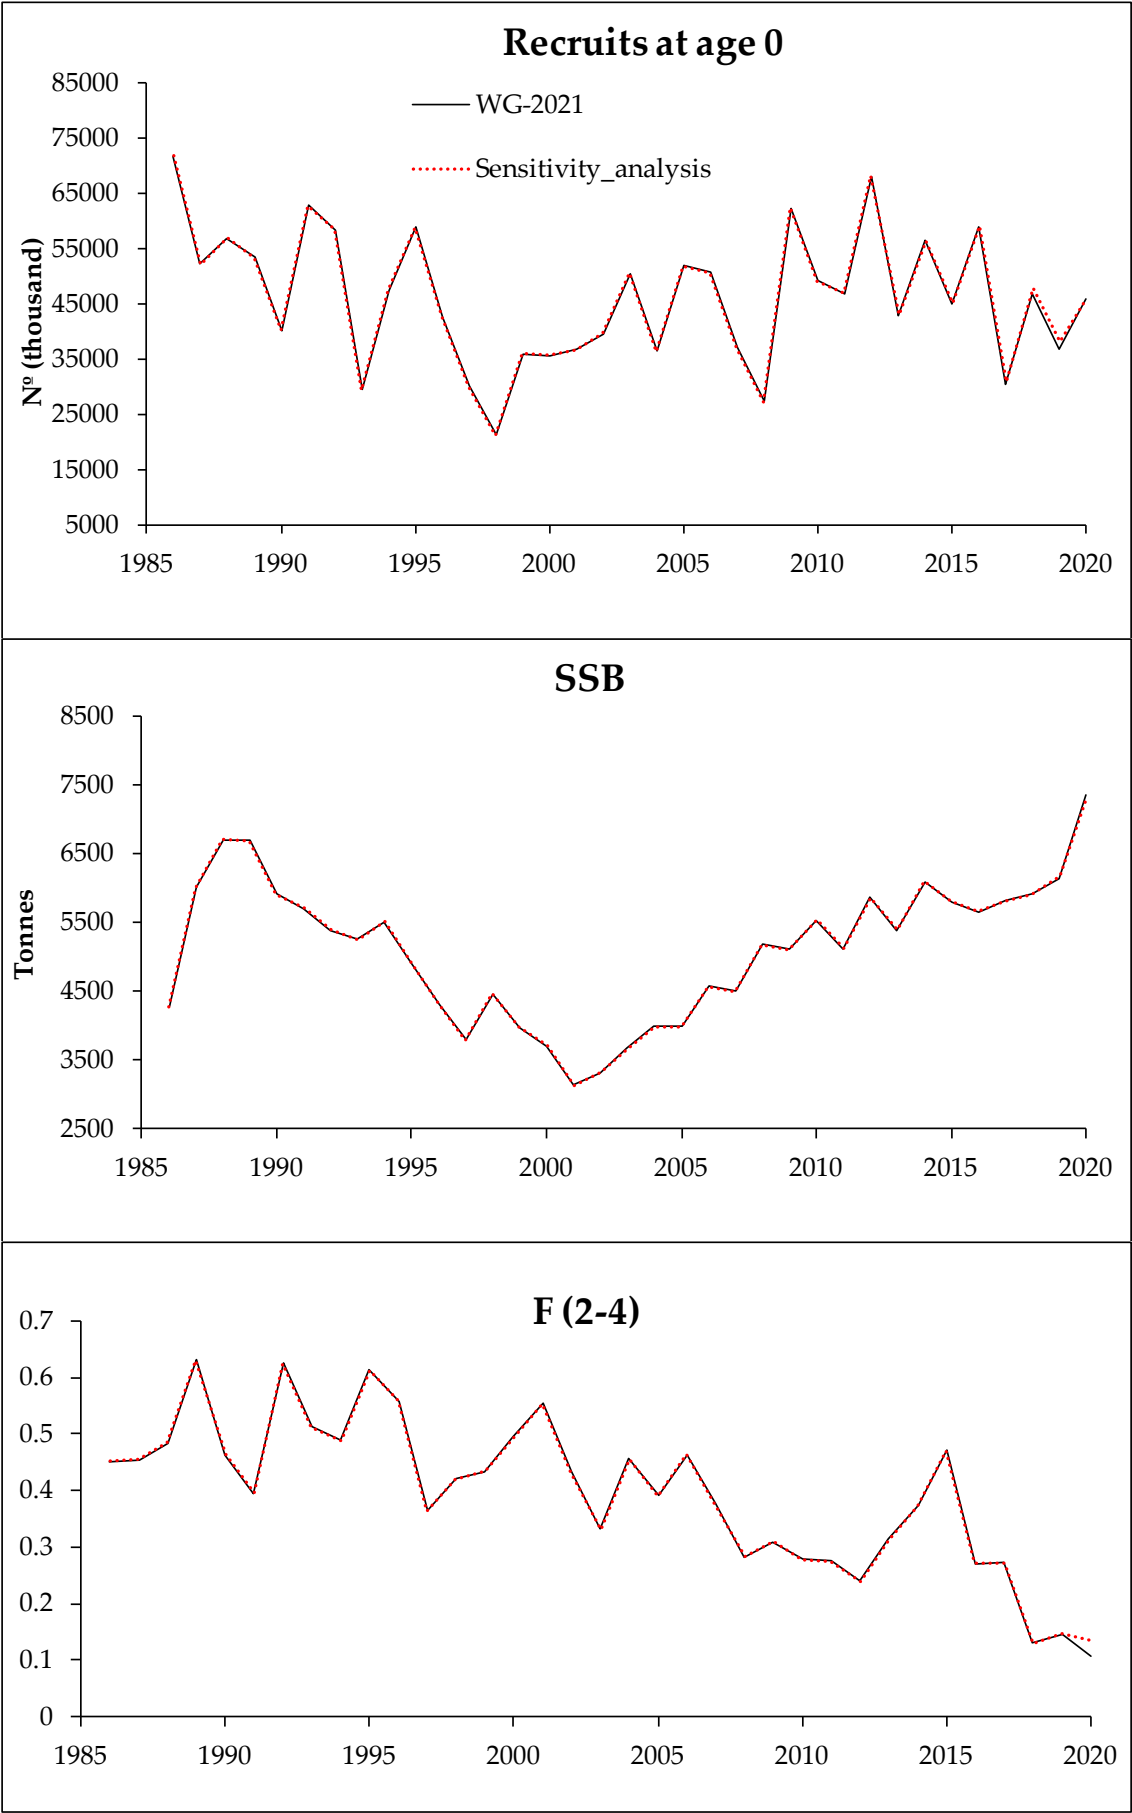 Recruits at age 0
85000
WG-2021
75000
Sensitivity_analysis
65000
55000
45000
35000
25000
15000
5000
Nº (thousand)
1985 1990 1995 2000 2005 2010 2015 2020
SSB
8500
7500
6500
5500
4500
3500
2500
Tonnes
1985 1990 1995 2000 2005 2010 2015 2020
F (2-4)
0.7
0.6
0.5
0.4
0.3
0.2
0.1
0
1985 1990 1995 2000 2005 2010 2015 2020